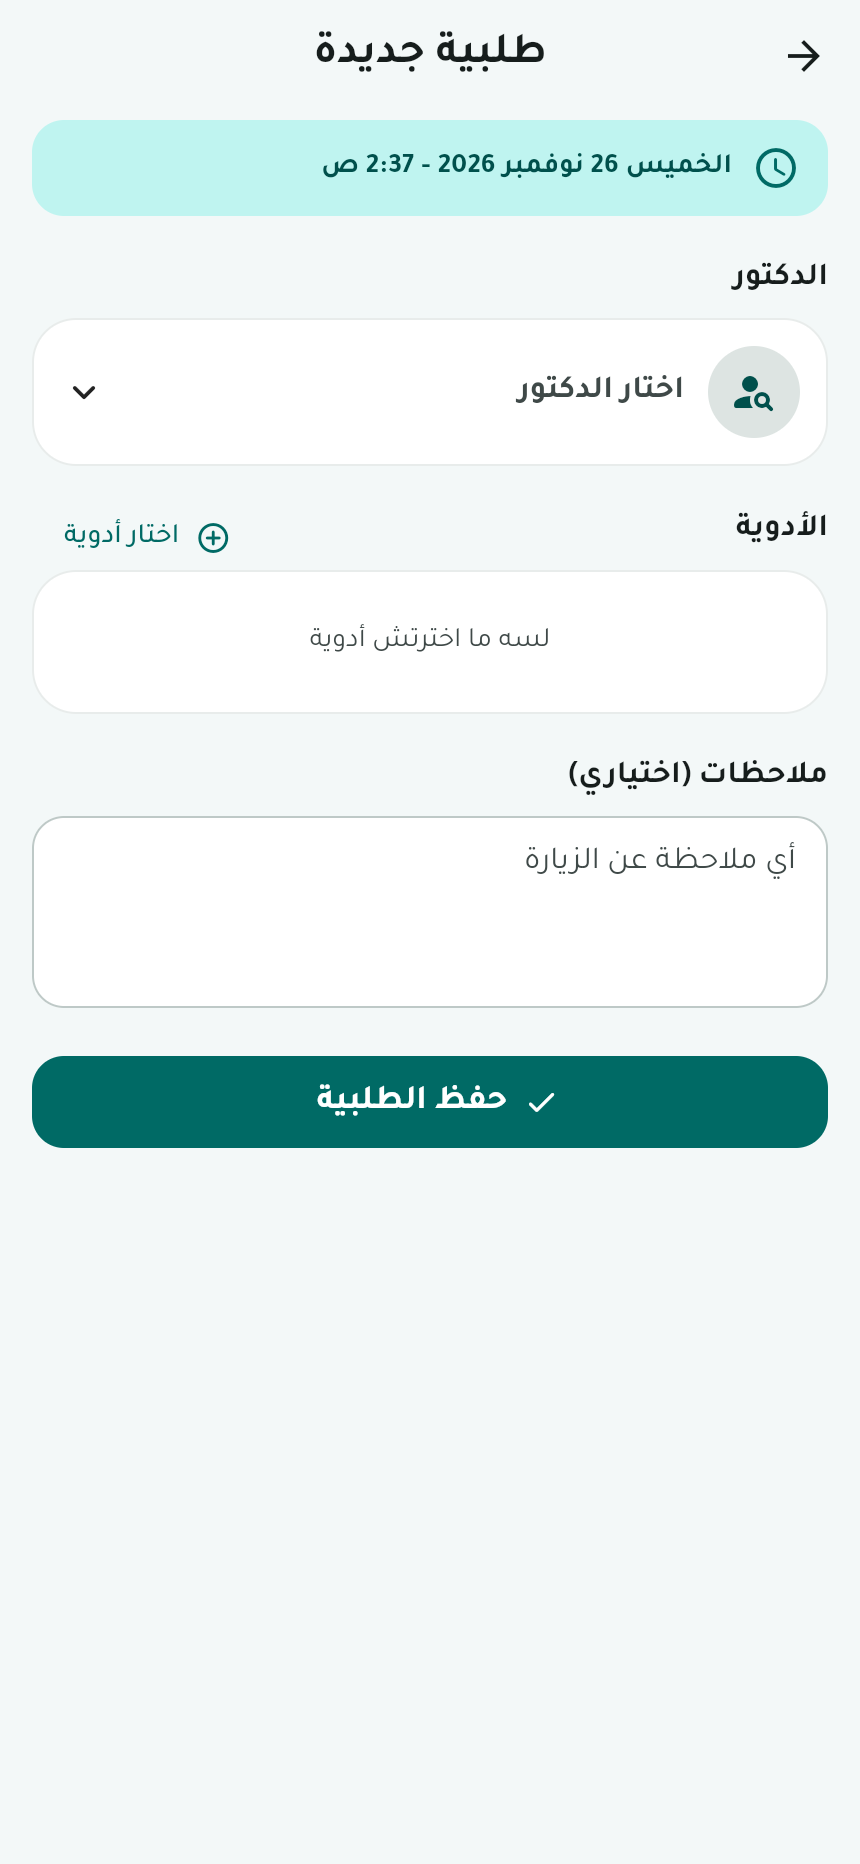 طلبية جديدة
الخميس 26 نوفمبر 2026 - 2:37 ص
الدكتور
اختار الدكتور
الأدوية
اختار أدوية
لسه ما اخترتش أدوية
ملاحظات (اختياري)
أي ملاحظة عن الزيارة
حفظ الطلبية